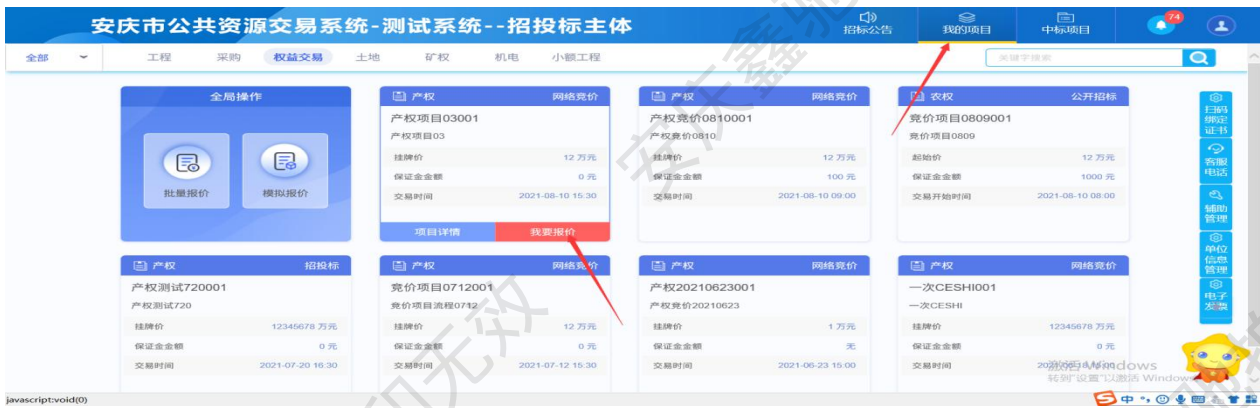 安庆市公共资源交易系统-测试系统--招投标主体
招标公告
我的项目
中标项目
74
全部
工程
采购
权益交易
土地
矿权
机电
小额工程
关键字搜索
全局操作
批量报价
模拟报价
产权 网络竞价
产权项目03001
产权项目03
挂牌价 12 万元
保证金金额 0 元
交易时间 2021-08-10 15:30
项目详情 我要报价
产权 网络竞价
产权竞价0810001
产权竞价0810
挂牌价 12 万元
保证金金额 100 元
交易时间 2021-08-10 09:00
农权 公开招标
竞价项目0809001
竞价项目0809
起始价 12 万元
保证金金额 1000 元
交易开始时间 2021-08-10 08:00
产权 招投标
产权测试720001
产权测试720
挂牌价 12345678 万元
保证金金额 0 元
交易时间 2021-07-20 16:30
产权 网络竞价
竞价项目0712001
竞价项目流程0712
挂牌价 12 万元
保证金金额 0 元
交易时间 2021-07-12 15:30
产权 网络竞价
产权20210623001
产权竞价20210623
挂牌价 1 万元
保证金金额 无
交易时间 2021-06-23 15:00
产权 网络竞价
一次CESHI001
一次CESHI
挂牌价 12345678 万元
保证金金额 0 元
交易时间
扫码
绑定
证书
客服
电话
辅助
管理
单位
信息
管理
电子
发票
激活 Windows
转到"设置"以激活 Windows
javascript:void(0)
中
安庆鑫
印无效